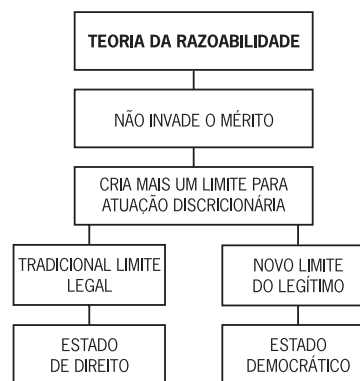 TEORIA DA RAZOABILIDADE
NÃO INVADE O MÉRITO
CRIA MAIS UM LIMITE PARA
ATUAÇÃO DISCRICIONÁRIA
TRADICIONAL LIMITE
LEGAL
NOVO LIMITE
DO LEGÍTIMO
ESTADO
DE DIREITO
ESTADO
DEMOCRÁTICO